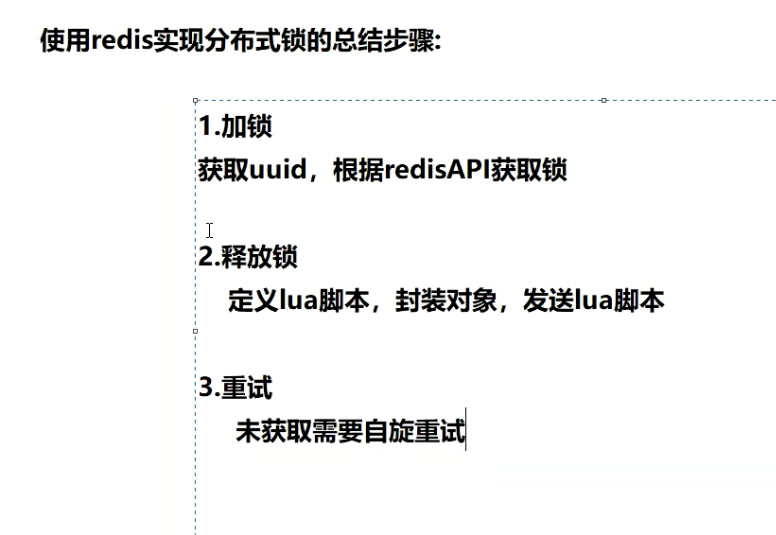 使用redis实现分布式锁的总结步骤:
1.加锁
获取uuid，根据redisAPI获取锁
2.释放锁
定义lua脚本，封装对象，发送lua脚本
3.重试
未获取需要自旋重试